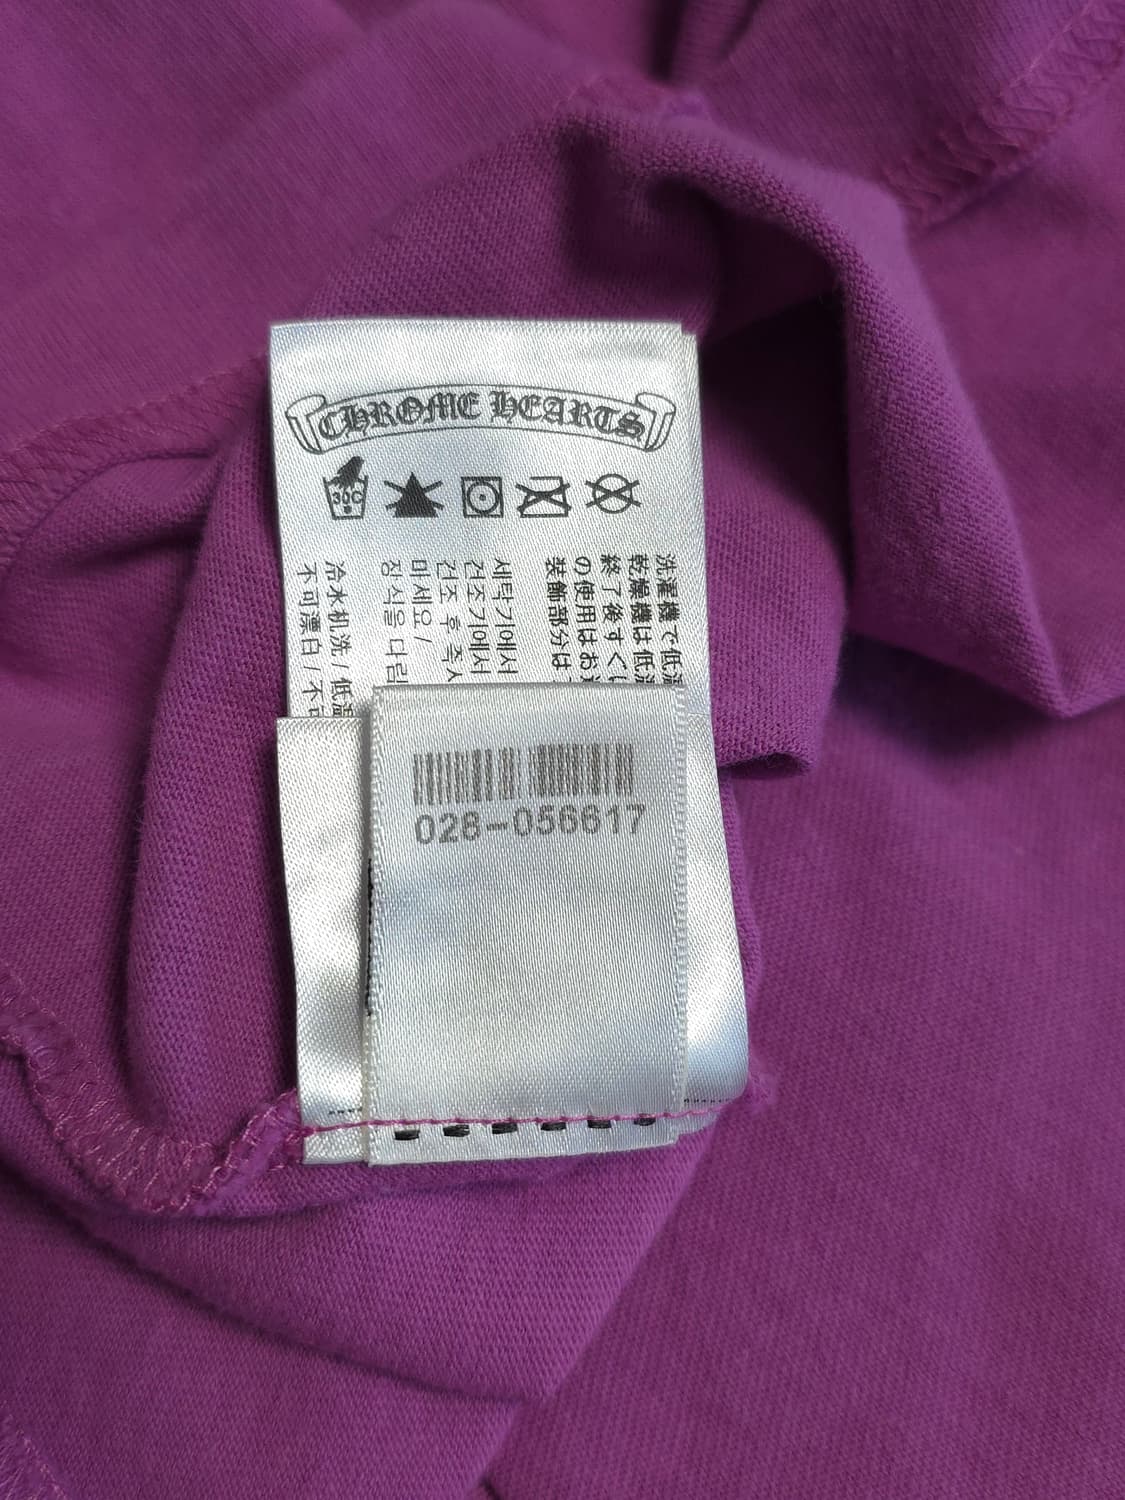 CHROME HEARTS
30C
洗濯機で低
乾燥機は低
終了後すぐ
の使用はお
装飾部分は
세탁기에서
건조기에서
건조 후 즉
마세요/
장식을 다림
冷水机洗/低温
不可漂白/不可
028-056617